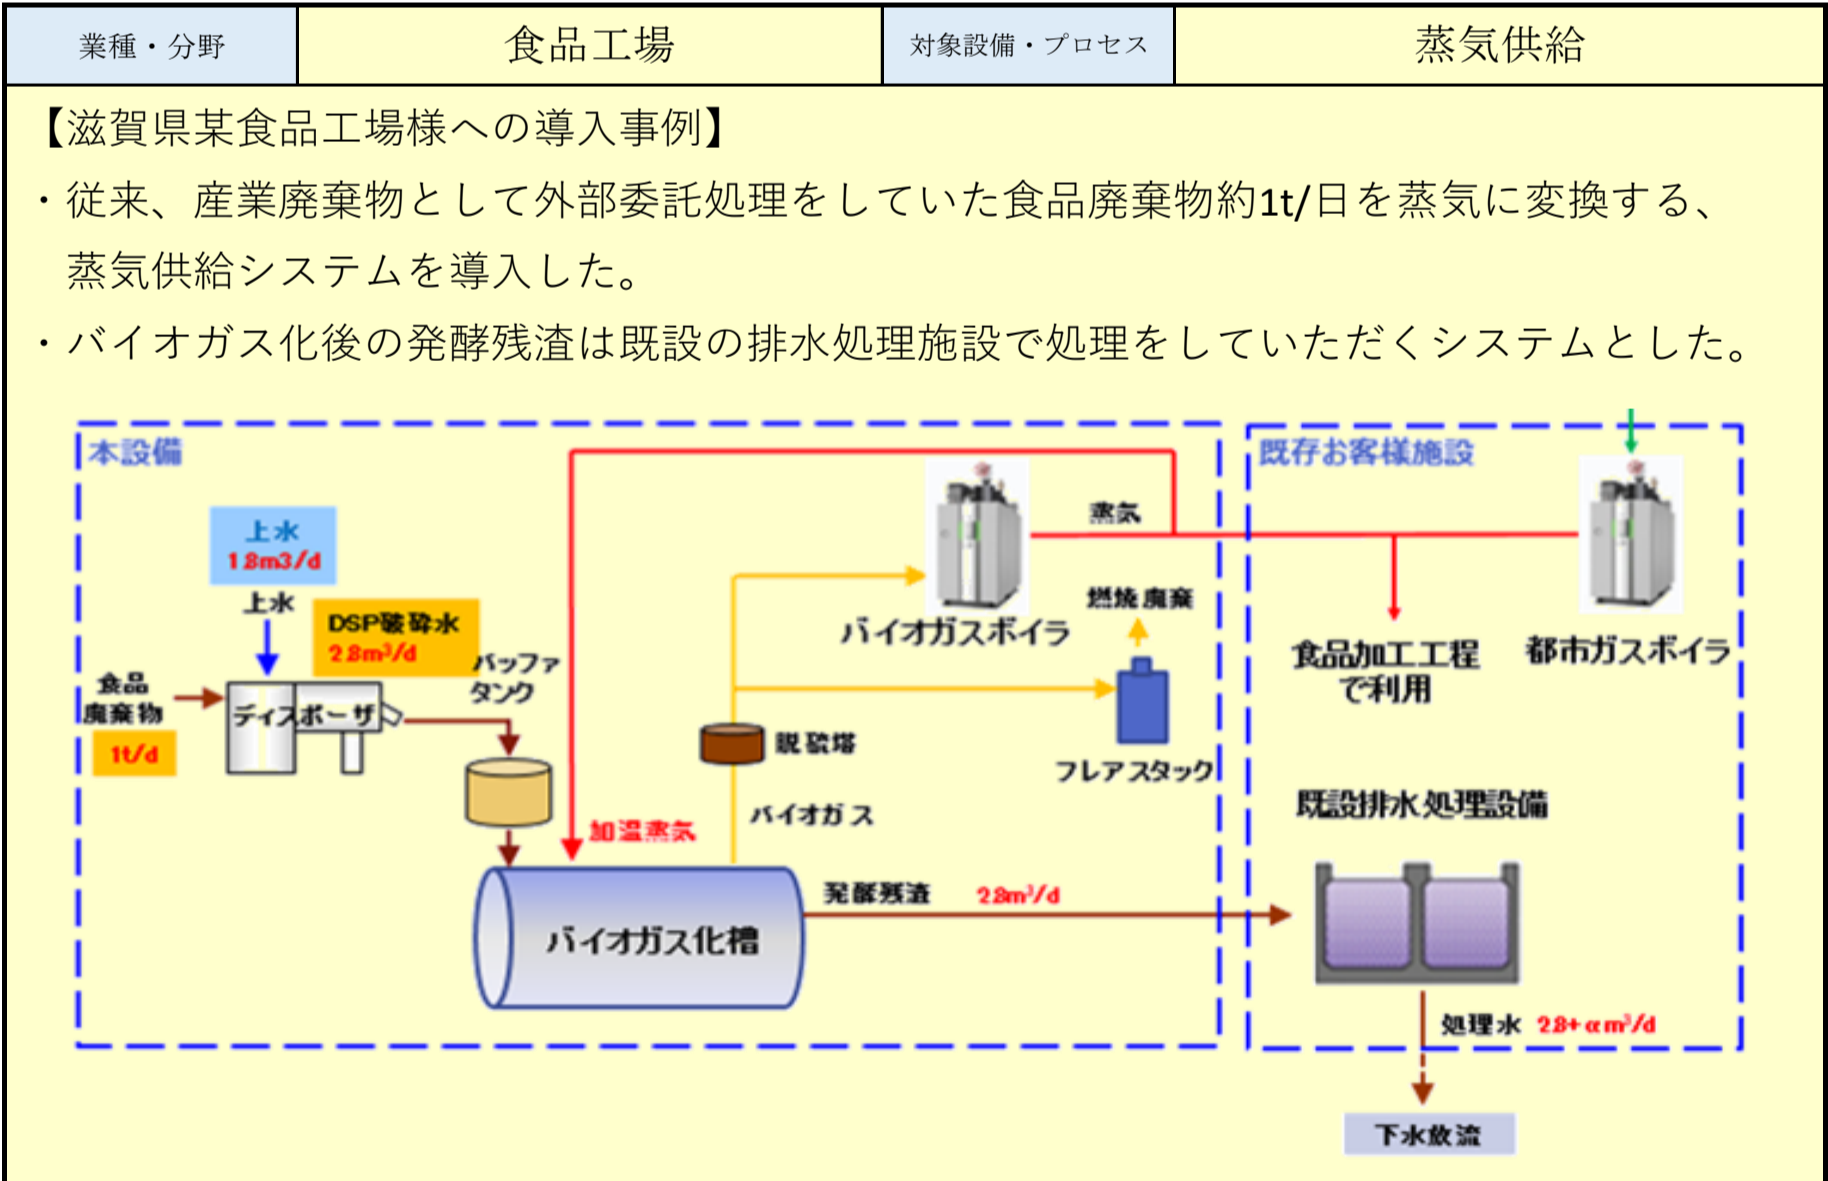 業種・分野
食品工場
対象設備・プロセス
蒸気供給
【滋賀県某食品工場様への導入事例】
・従来、産業廃棄物として外部委託処理をしていた食品廃棄物約1t/日を蒸気に変換する、
蒸気供給システムを導入した。
・バイオガス化後の発酵残渣は既設の排水処理施設で処理をしていただくシステムとした。
本設備
既存お客様施設
上水
1.8m3/d
上水
DSP破砕水
2.8m³/d
バッファ
タンク
食品
廃棄物
1t/d
ディスポーザ
蒸気
バイオガスボイラ
燃焼廃棄
フレアスタック
脱硫塔
バイオガス
加温蒸気
バイオガス化槽
発酵残渣 2.8m³/d
食品加工工程
で利用
都市ガスボイラ
既設排水処理設備
処理水 2.8+αm³/d
下水放流